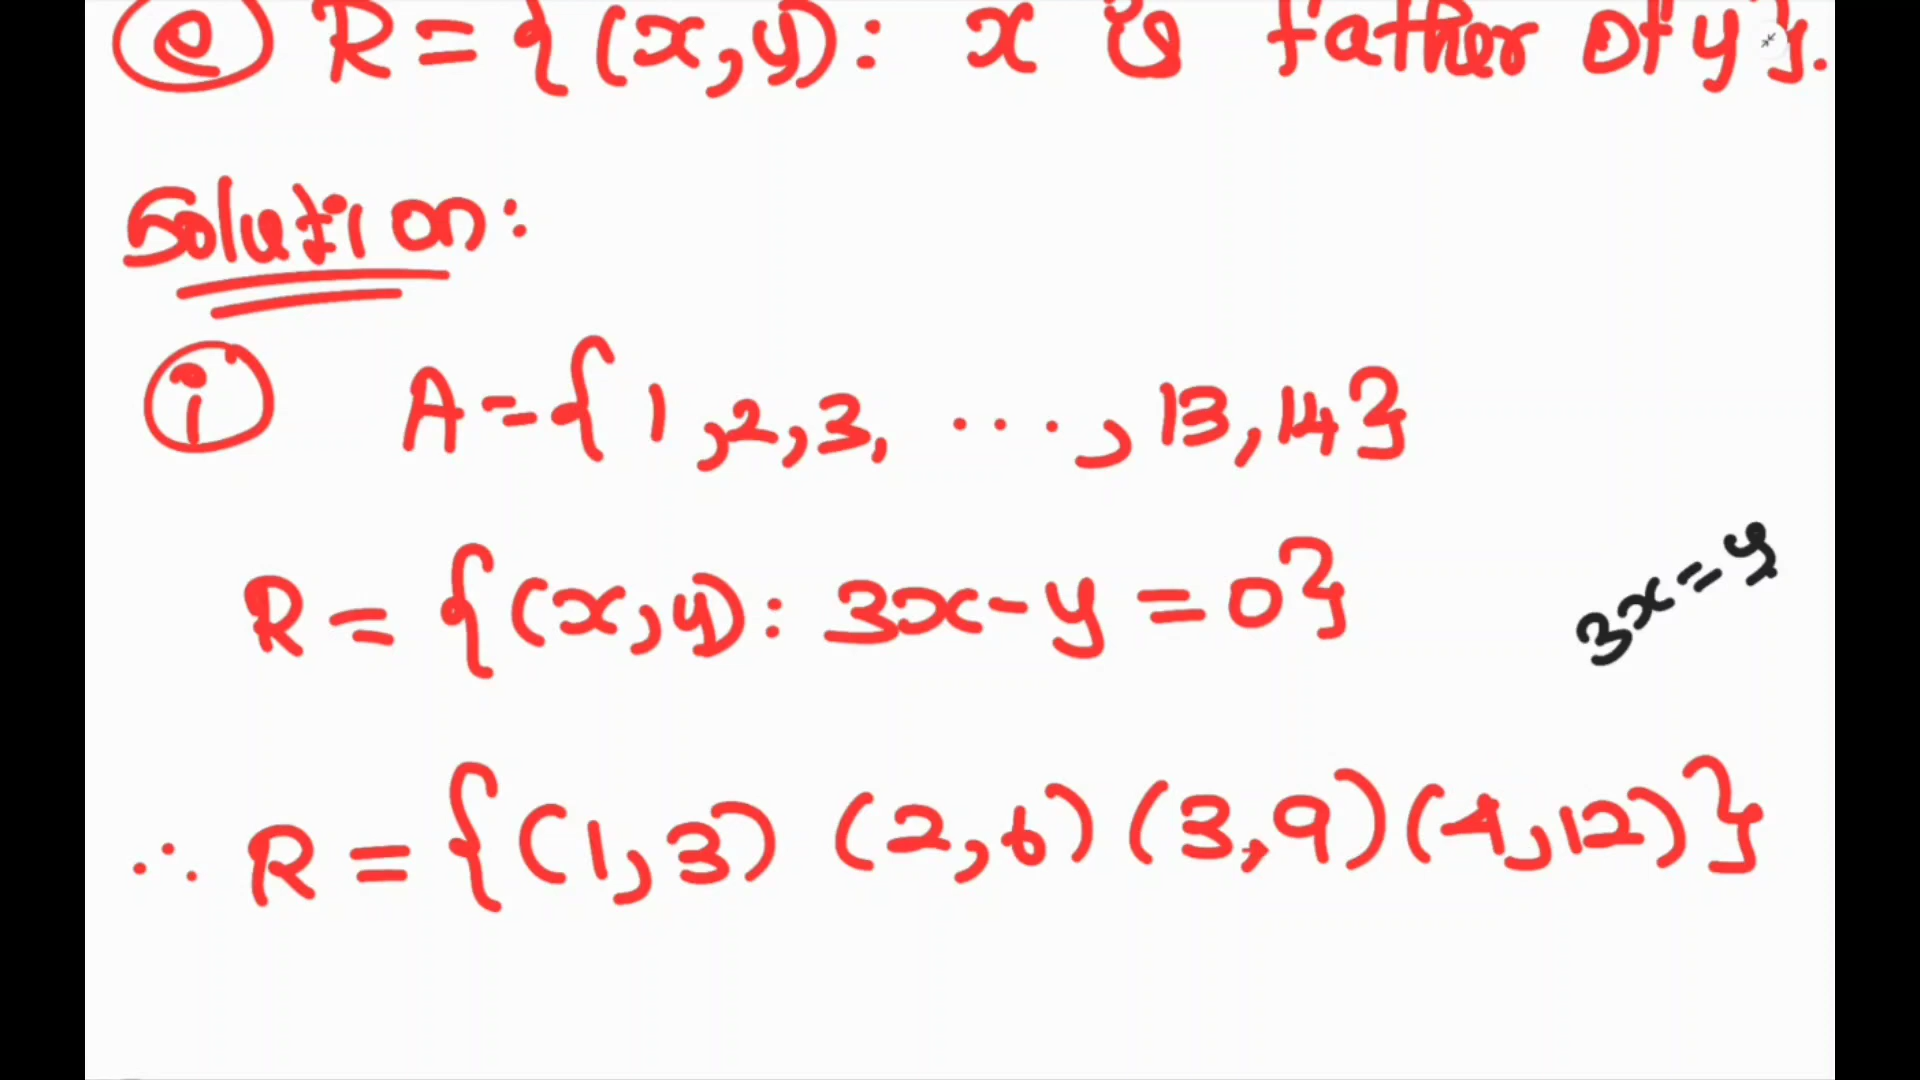 (e) R = {(x, y) : x is father of y}.
Solution:
(i) A = {1, 2, 3, ..., 13, 14}
R = {(x, y) : 3x - y = 0}
3x = y
∴ R = {(1, 3) (2, 6) (3, 9) (4, 12)}